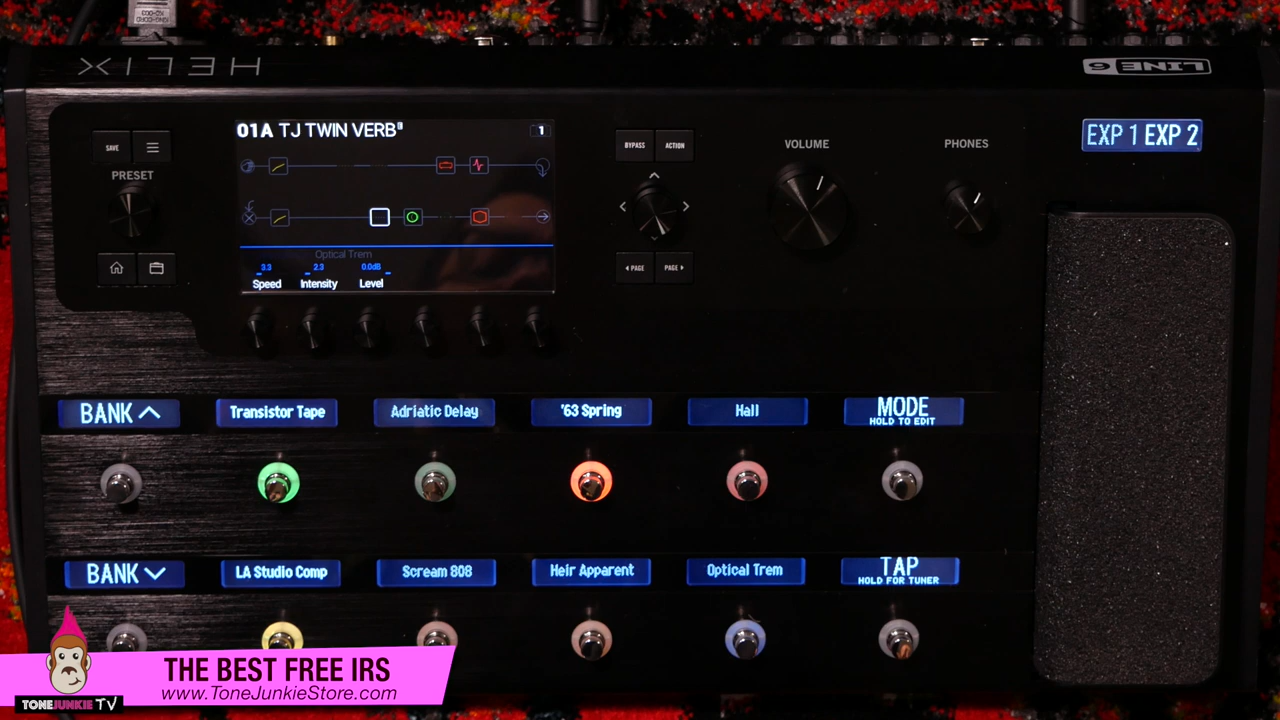 HELIX
LINE 6
01A TJ TWIN VERB
1
SAVE
PRESET
BYPASS
ACTION
VOLUME
PHONES
EXP 1 EXP 2
PAGE
PAGE
Optical Trem
3.3
2.3
0.0dB
Speed
Intensity
Level
BANK
Transistor Tape
Adriatic Delay
'63 Spring
Hall
MODE
HOLD TO EDIT
BANK
LA Studio Comp
Scream 808
Heir Apparent
Optical Trem
TAP
HOLD FOR TUNER
THE BEST FREE IRS
www.ToneJunkieStore.com
TONEJUNKIE TV